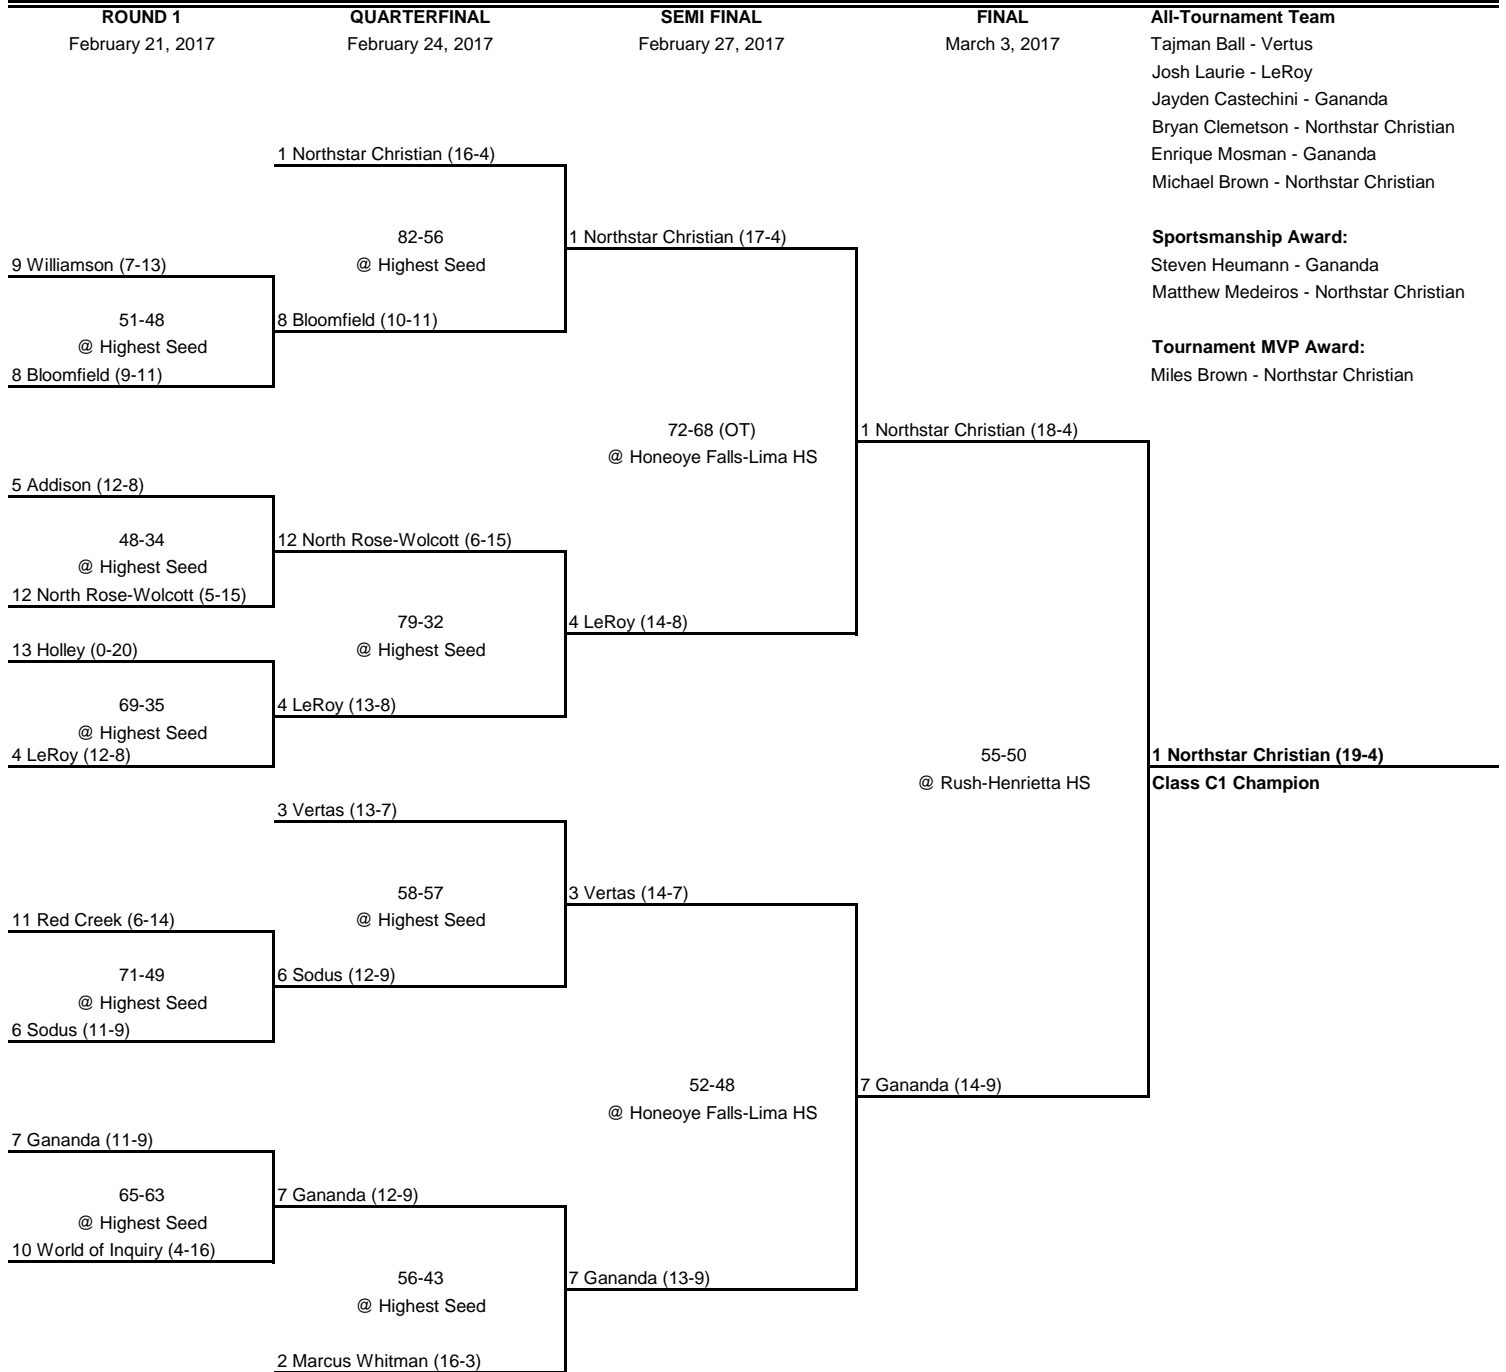 ROUND 1
February 21, 2017
9 Williamson (7-13)
51-48
@ Highest Seed
8 Bloomfield (9-11)
5 Addison (12-8)
48-34
@ Highest Seed
12 North Rose-Wolcott (5-15)
13 Holley (0-20)
69-35
@ Highest Seed
4 LeRoy (12-8)
11 Red Creek (6-14)
71-49
@ Highest Seed
6 Sodus (11-9)
7 Gananda (11-9)
65-63
@ Highest Seed
10 World of Inquiry (4-16)
QUARTERFINAL
February 24, 2017
1 Northstar Christian (16-4)
82-56
@ Highest Seed
8 Bloomfield (10-11)
12 North Rose-Wolcott (6-15)
79-32
@ Highest Seed
4 LeRoy (13-8)
3 Vertas (13-7)
58-57
@ Highest Seed
6 Sodus (12-9)
7 Gananda (12-9)
56-43
@ Highest Seed
2 Marcus Whitman (16-3)
SEMI FINAL
February 27, 2017
1 Northstar Christian (17-4)
72-68 (OT)
@ Honeoye Falls-Lima HS
4 LeRoy (14-8)
3 Vertas (14-7)
52-48
@ Honeoye Falls-Lima HS
7 Gananda (13-9)
FINAL
March 3, 2017
1 Northstar Christian (18-4)
55-50
@ Rush-Henrietta HS
7 Gananda (14-9)
All-Tournament Team
Tajman Ball - Vertus
Josh Laurie - LeRoy
Jayden Castechini - Gananda
Bryan Clemetson - Northstar Christian
Enrique Mosman - Gananda
Michael Brown - Northstar Christian
Sportsmanship Award:
Steven Heumann - Gananda
Matthew Medeiros - Northstar Christian
Tournament MVP Award:
Miles Brown - Northstar Christian
1 Northstar Christian (19-4)
Class C1 Champion